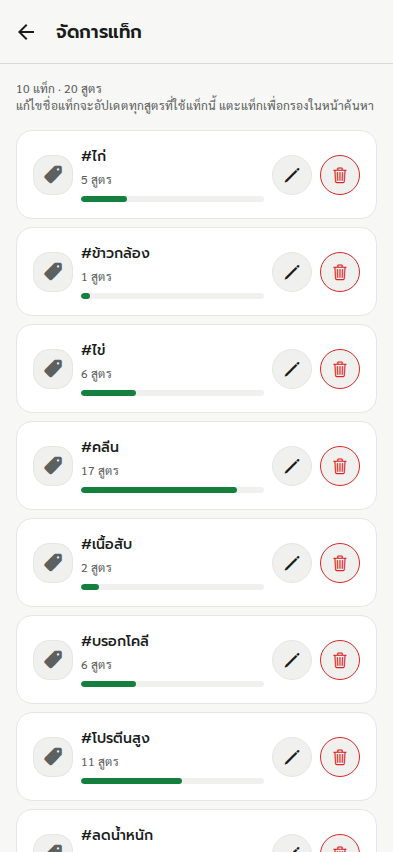 จัดการแท็ก
10 แท็ก · 20 สูตร
แก้ไขชื่อแท็กจะอัปเดตทุกสูตรที่ใช้แท็กนี้ แตะแท็กเพื่อกรองในหน้าค้นหา
#ไก่
5 สูตร
#ข้าวกล้อง
1 สูตร
#ไข่
6 สูตร
#คลีน
17 สูตร
#เนื้อสับ
2 สูตร
#บรอกโคลี
6 สูตร
#โปรตีนสูง
11 สูตร
#ลดน้ำหนัก